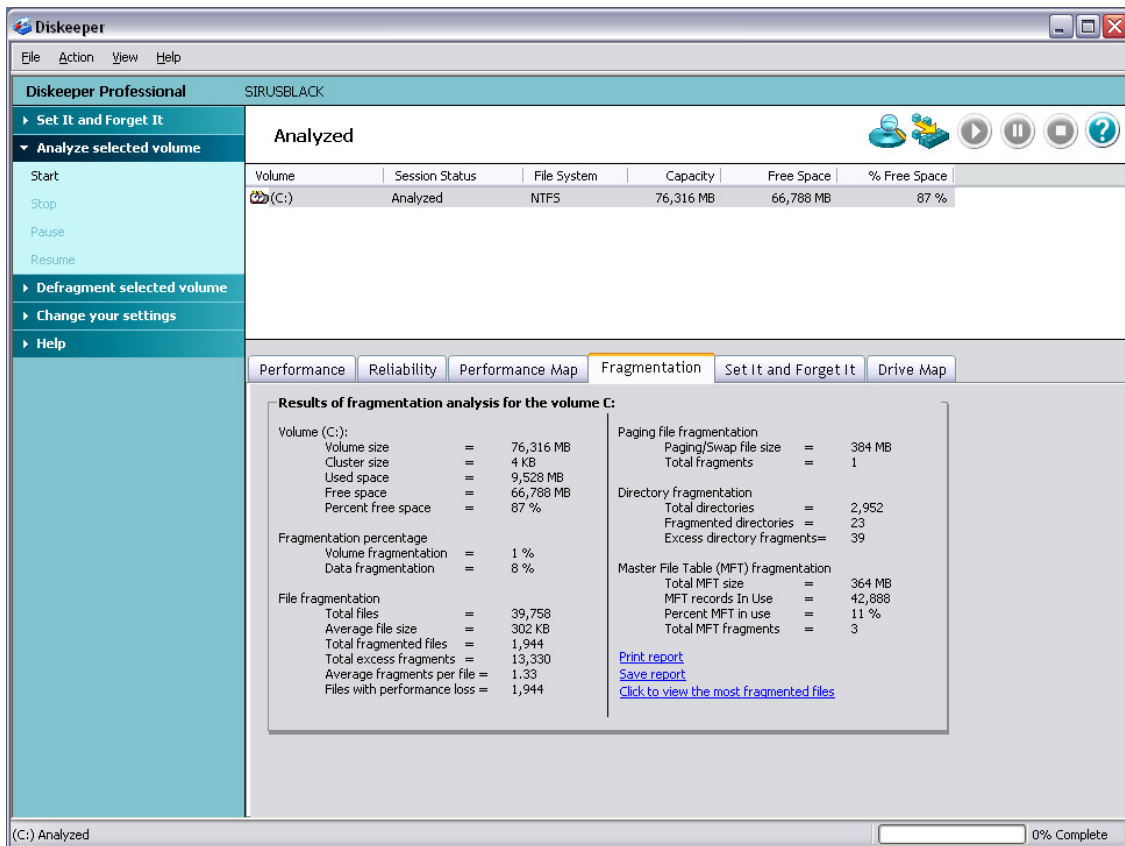 Diskeeper
File Action View Help
Diskeeper Professional SIRUSBLACK
Set It and Forget It
Analyze selected volume
Start
Stop
Pause
Resume
Defragment selected volume
Change your settings
Help
Analyzed
Volume Session Status File System Capacity Free Space % Free Space
(C:) Analyzed NTFS 76,316 MB 66,788 MB 87 %
Performance Reliability Performance Map Fragmentation Set It and Forget It Drive Map
Results of fragmentation analysis for the volume C:
Volume (C:):
Volume size = 76,316 MB
Cluster size = 4 KB
Used space = 9,528 MB
Free space = 66,788 MB
Percent free space = 87 %
Fragmentation percentage
Volume fragmentation = 1 %
Data fragmentation = 8 %
File fragmentation
Total files = 39,758
Average file size = 302 KB
Total fragmented files = 1,944
Total excess fragments = 13,330
Average fragments per file = 1.33
Files with performance loss = 1,944
Paging file fragmentation
Paging/Swap file size = 384 MB
Total fragments = 1
Directory fragmentation
Total directories = 2,952
Fragmented directories = 23
Excess directory fragments= 39
Master File Table (MFT) fragmentation
Total MFT size = 364 MB
MFT records In Use = 42,888
Percent MFT in use = 11 %
Total MFT fragments = 3
Print report
Save report
Click to view the most fragmented files
(C:) Analyzed 0% Complete